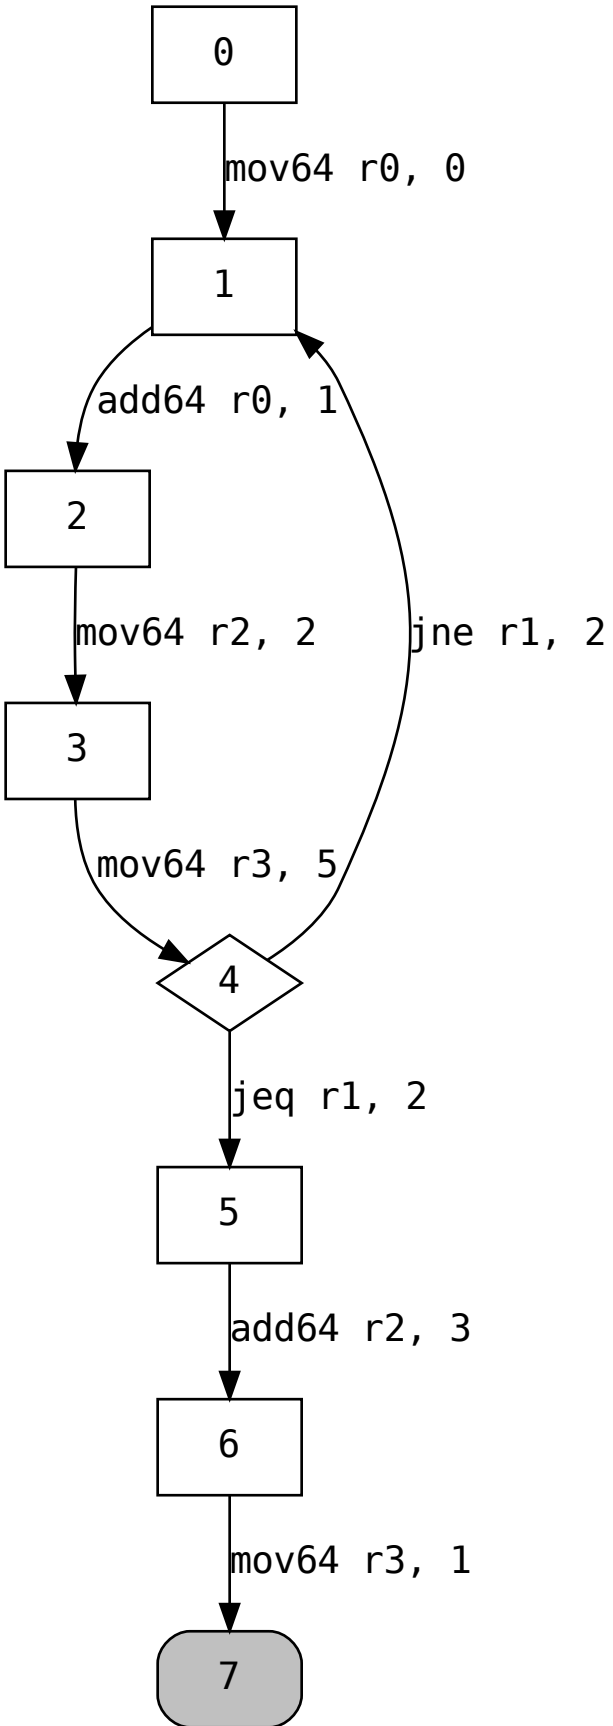 0
mov64 r0, 0
1
add64 r0, 1
2
mov64 r2, 2
jne r1, 2
3
mov64 r3, 5
4
jeq r1, 2
5
add64 r2, 3
6
mov64 r3, 1
7